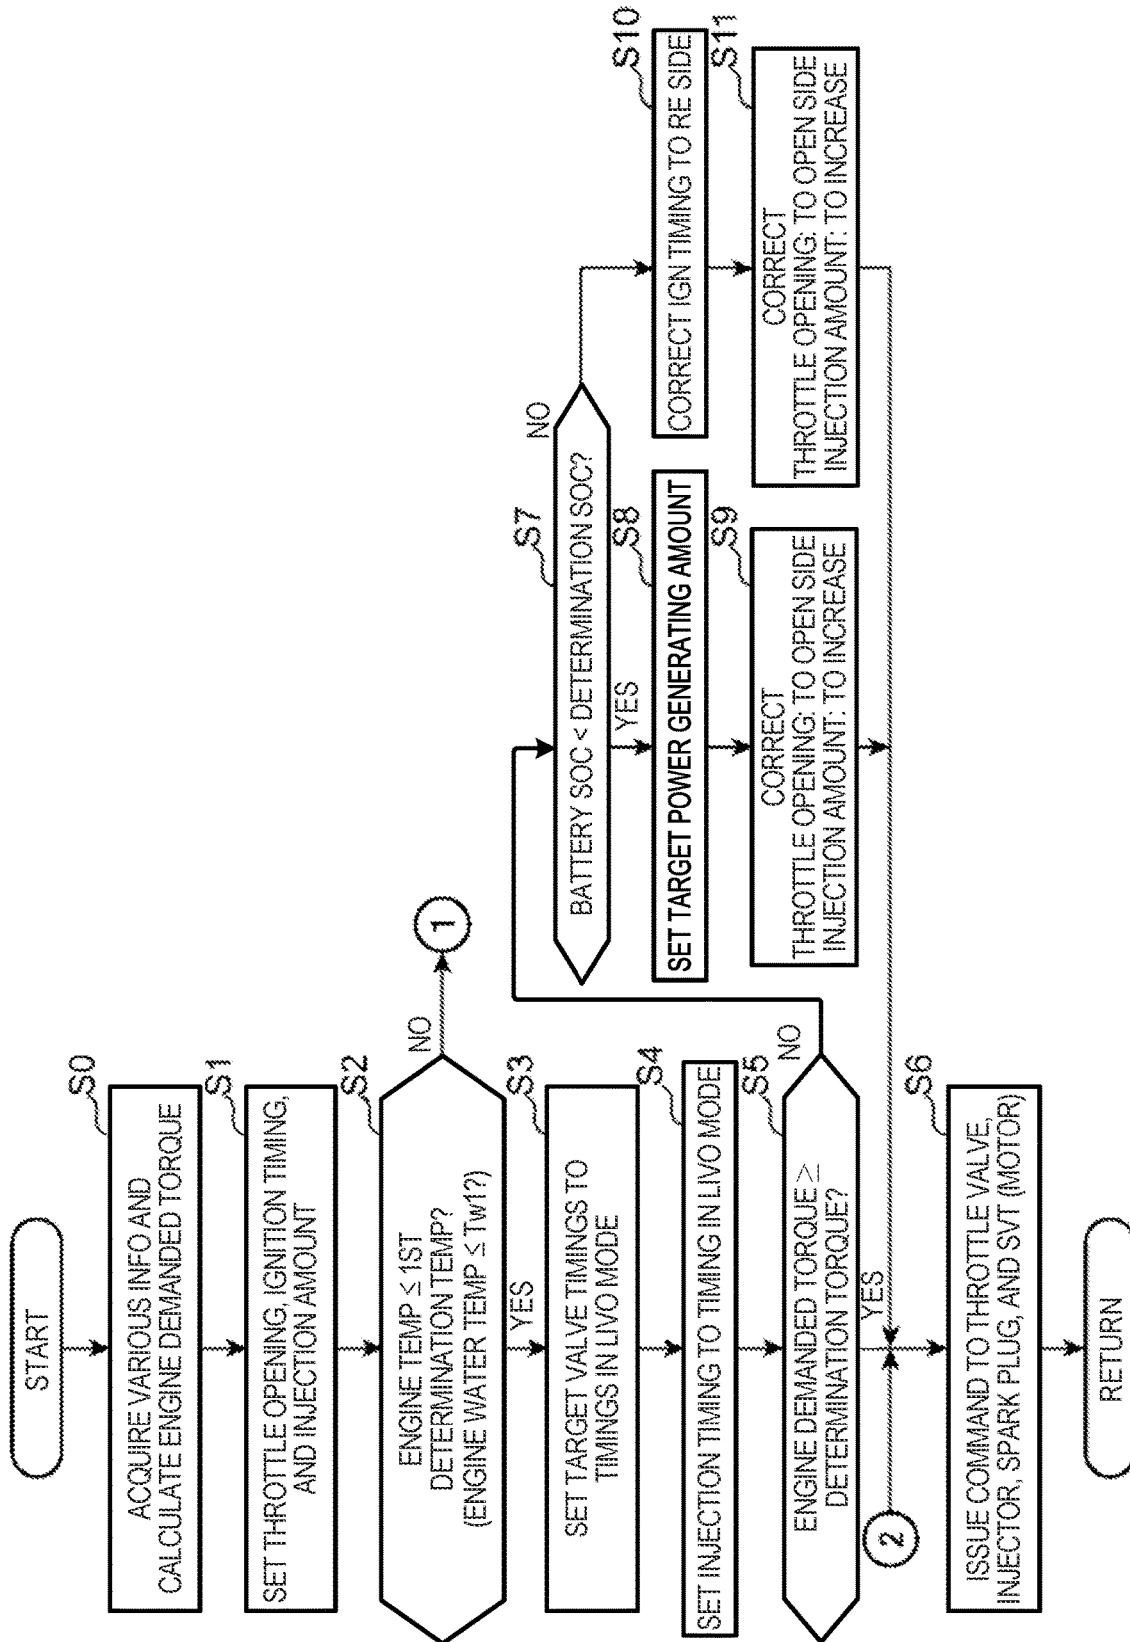 START
S0
ACQUIRE VARIOUS INFO AND
CALCULATE ENGINE DEMANDED TORQUE
S1
SET THROTTLE OPENING, IGNITION TIMING,
AND INJECTION AMOUNT
S2
ENGINE TEMP ≤ 1ST
DETERMINATION TEMP?
(ENGINE WATER TEMP ≤ Tw1?)
NO
1
YES
S3
SET TARGET VALVE TIMINGS TO
TIMINGS IN LIVO MODE
S4
SET INJECTION TIMING TO TIMING IN LIVO MODE
S5
ENGINE DEMANDED TORQUE ≥
DETERMINATION TORQUE?
NO
YES
2
S6
ISSUE COMMAND TO THROTTLE VALVE,
INJECTOR, SPARK PLUG, AND SVT (MOTOR)
RETURN
S7
BATTERY SOC < DETERMINATION SOC?
NO
YES
S8
SET TARGET POWER GENERATING AMOUNT
S9
CORRECT
THROTTLE OPENING: TO OPEN SIDE
INJECTION AMOUNT: TO INCREASE
S10
CORRECT IGN TIMING TO RE SIDE
S11
CORRECT
THROTTLE OPENING: TO OPEN SIDE
INJECTION AMOUNT: TO INCREASE